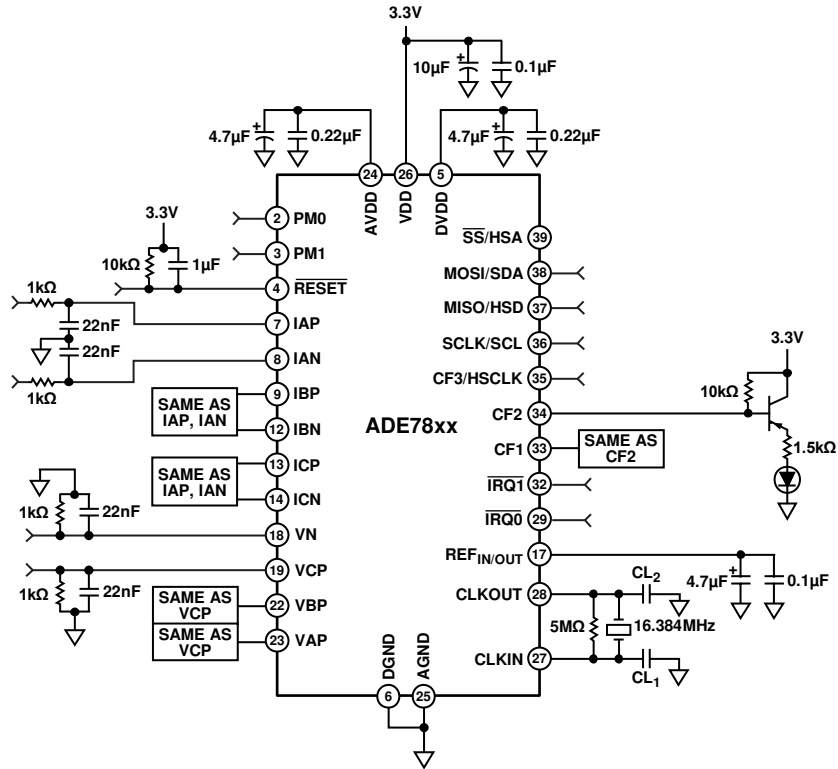 3.3V
10µF
0.1µF
4.7µF
0.22µF
4.7µF
0.22µF
24
26
5
AVDD
VDD
DVDD
3.3V
10kΩ
1µF
2 PM0
3 PM1
4 RESET
1kΩ
22nF
22nF
1kΩ
7 IAP
8 IAN
SAME AS
IAP, IAN
9 IBP
12 IBN
SAME AS
IAP, IAN
13 ICP
14 ICN
1kΩ
22nF
18 VN
19 VCP
1kΩ
22nF
SAME AS
VCP
22 VBP
SAME AS
VCP
23 VAP
ADE78xx
SS/HSA 39
MOSI/SDA 38
MISO/HSD 37
SCLK/SCL 36
CF3/HSCLK 35
CF2 34
CF1 33
SAME AS
CF2
IRQ1 32
IRQ0 29
REFIN/OUT 17
CLKOUT 28
CLKIN 27
3.3V
10kΩ
1.5kΩ
4.7µF
0.1µF
CL2
5MΩ
16.384MHz
CL1
DGND
AGND
6
25
+
+
+
+